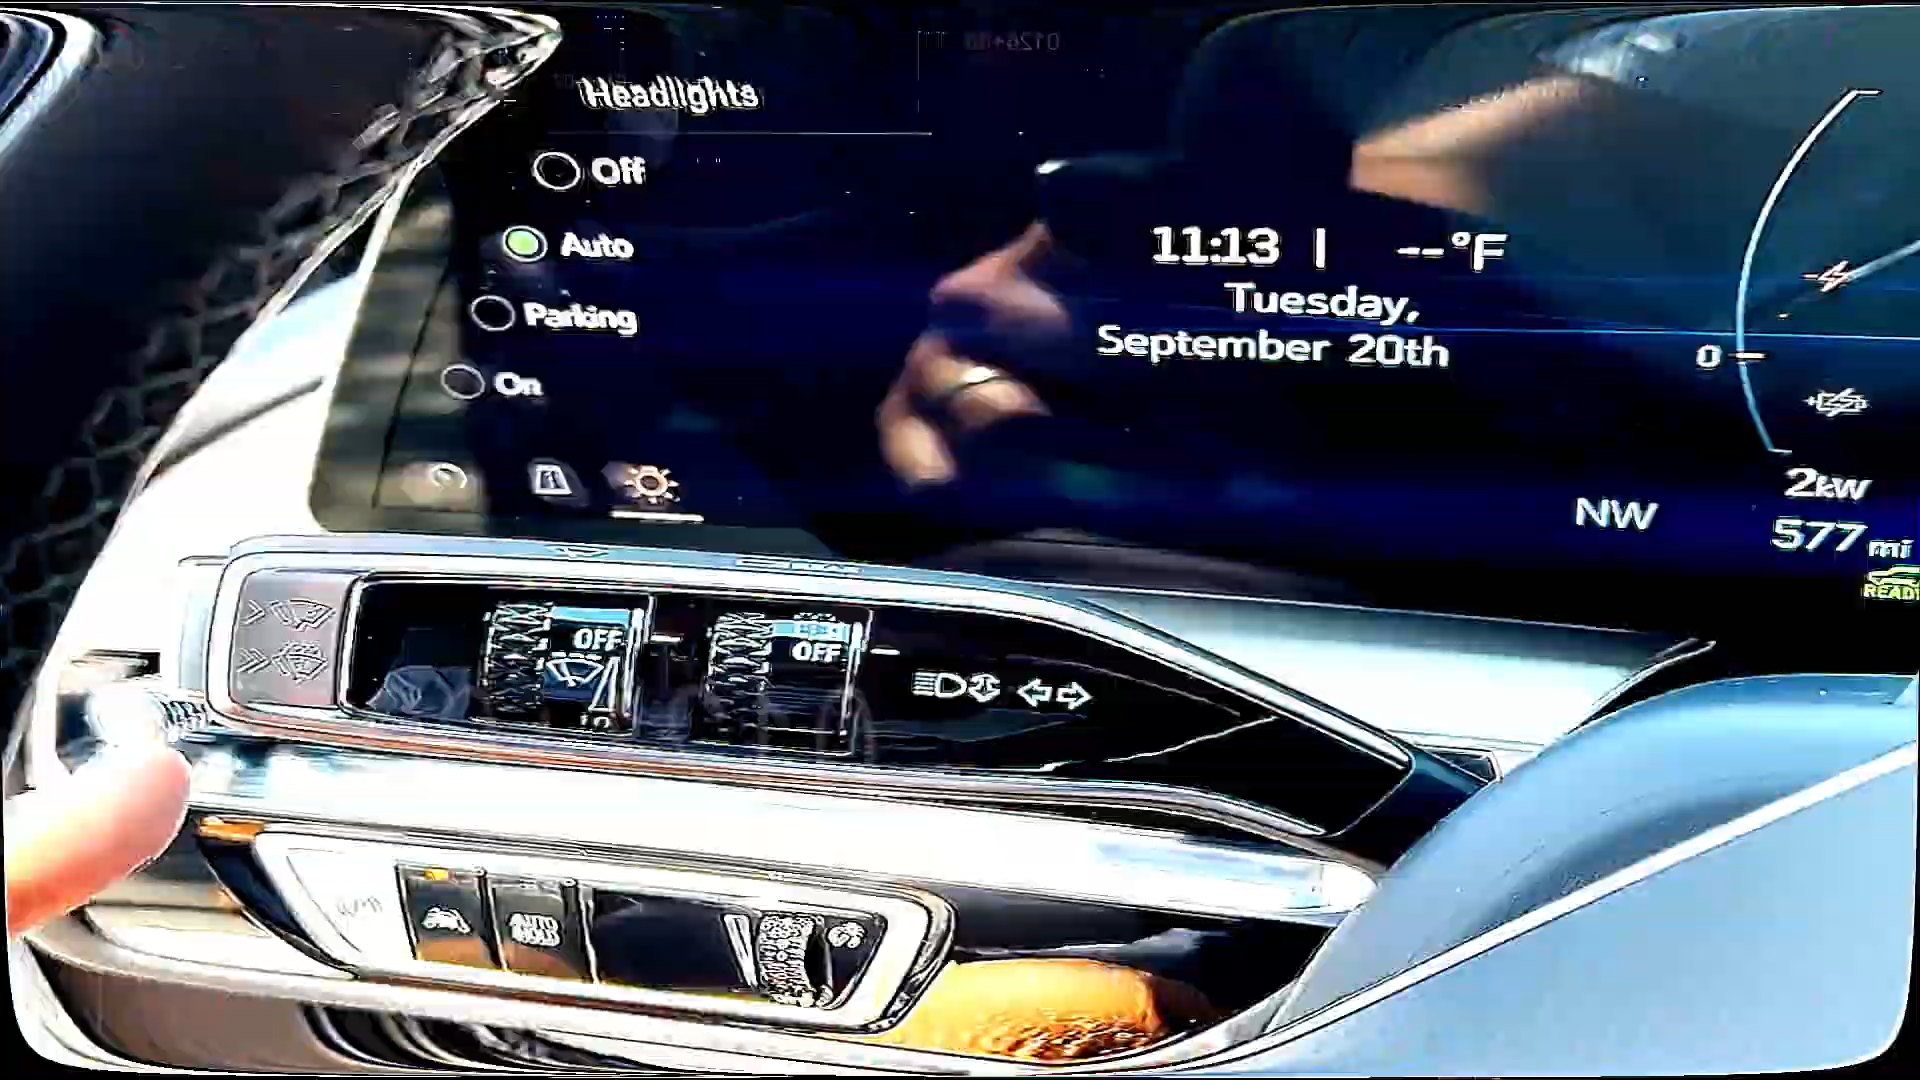 Headlights
Off
Auto
Parking
On
11:13 | --°F
Tuesday,
September 20th
0
2kW
NW
577 mi
READY
OFF
OFF
AUTO
HOLD